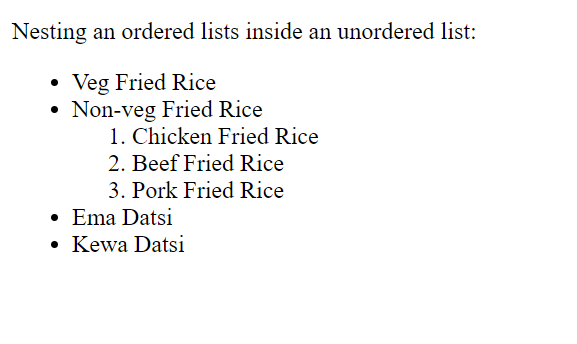 Nesting an ordered lists inside an unordered list:
• Veg Fried Rice
• Non-veg Fried Rice
1. Chicken Fried Rice
2. Beef Fried Rice
3. Pork Fried Rice
• Ema Datsi
• Kewa Datsi